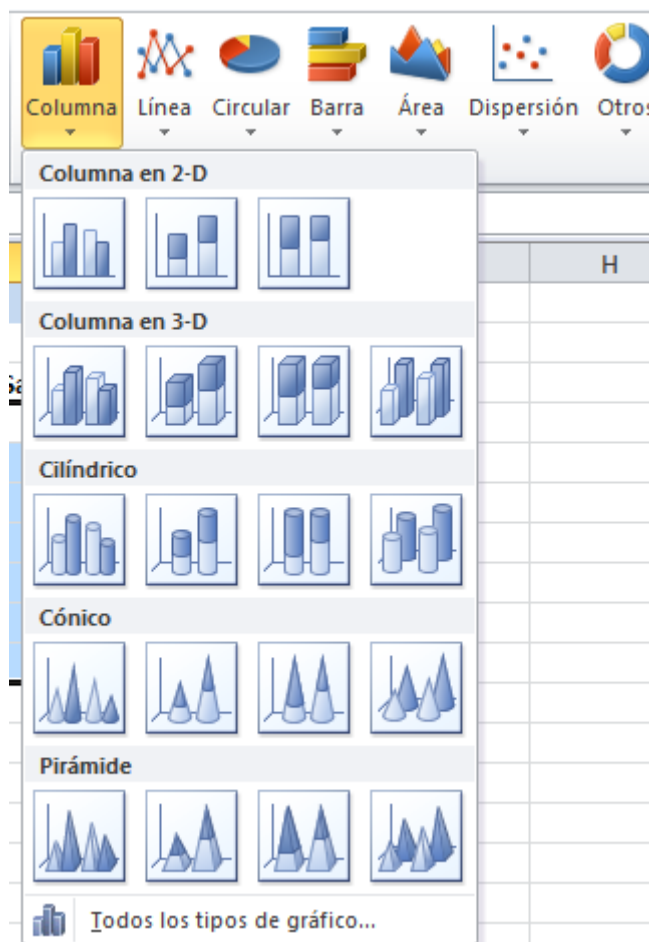 Columna Línea Circular Barra Área Dispersión Otros
Columna en 2-D
H
Columna en 3-D
Cilíndrico
Cónico
Pirámide
Todos los tipos de gráfico...